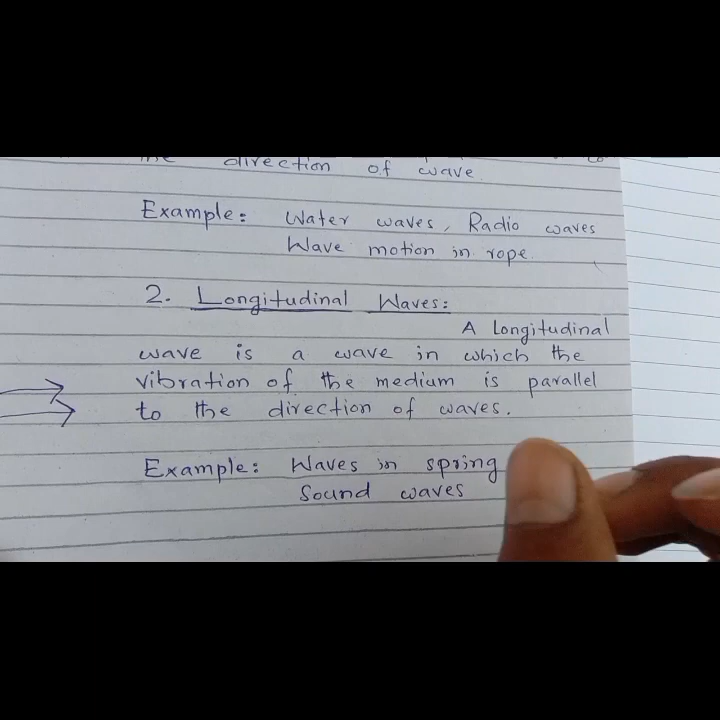 the direction of wave
Example: Water waves, Radio waves
Wave motion in rope.
2. Longitudinal Waves:
A Longitudinal
wave is a wave in which the
vibration of the medium is parallel
to the direction of waves.
Example: Waves in spring
Sound waves